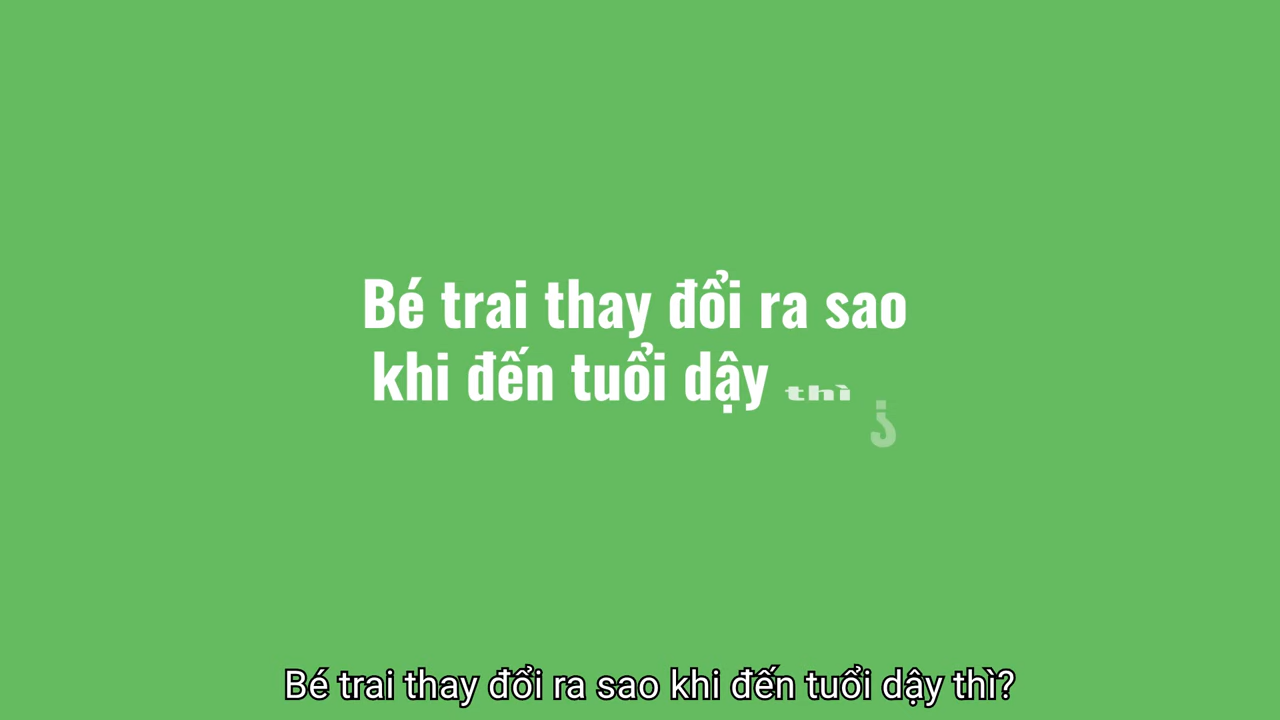 Bé trai thay đổi ra sao
khi đến tuổi dậy thì ?
Bé trai thay đổi ra sao khi đến tuổi dậy thì?